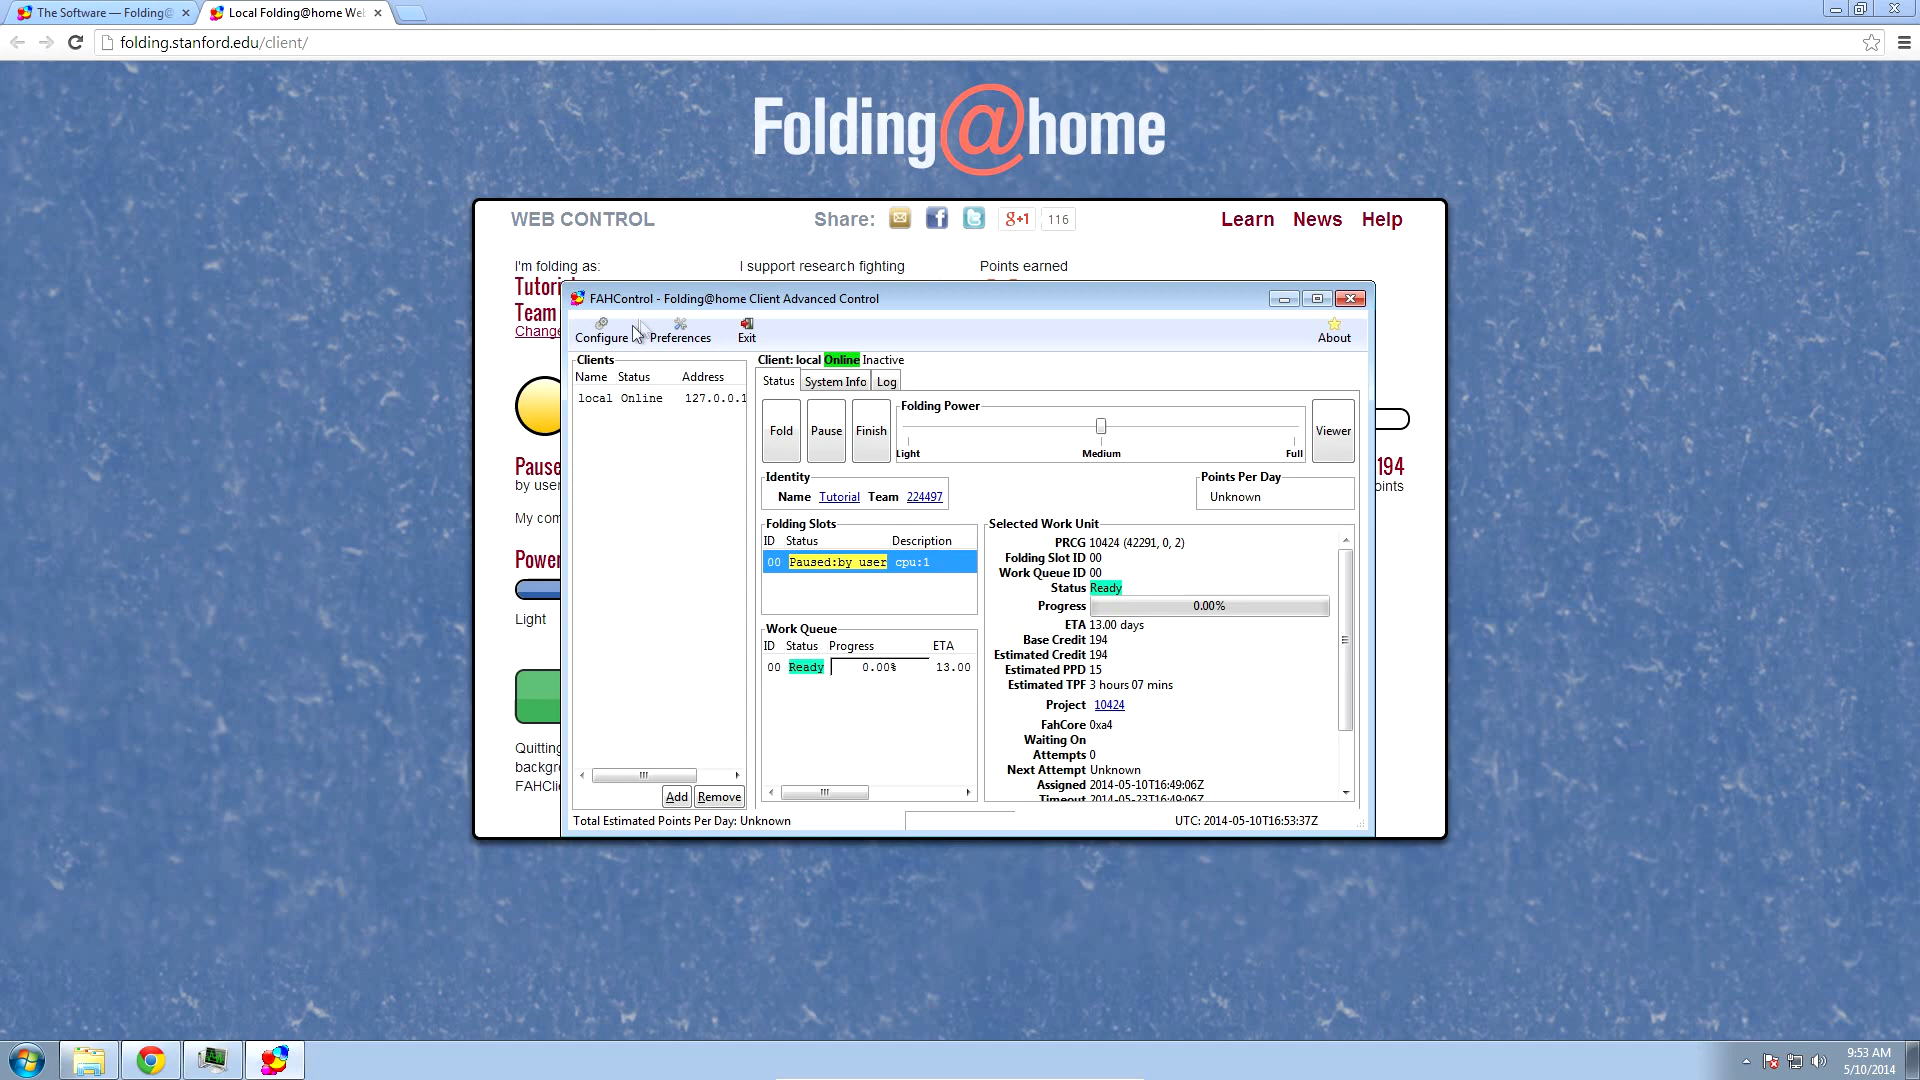 The Software — Folding@
Local Folding@home We
folding.stanford.edu/client/
Folding@home
WEB CONTROL
Share:
g+1
116
Learn
News
Help
I'm folding as:
I support research fighting
Points earned
Tutori
Team
Change
FAHControl - Folding@home Client Advanced Control
Configure
Preferences
Exit
About
Clients
Name Status Address
local Online 127.0.0.1
Client: local Online Inactive
Status
System Info
Log
Fold
Pause
Finish
Folding Power
Light
Medium
Full
Viewer
Identity
Name Tutorial Team 224497
Points Per Day
Unknown
Folding Slots
ID Status Description
00 Paused:by user cpu:1
Work Queue
ID Status Progress ETA
00 Ready 0.00% 13.00
Selected Work Unit
PRCG 10424 (42291, 0, 2)
Folding Slot ID 00
Work Queue ID 00
Status Ready
Progress 0.00%
ETA 13.00 days
Base Credit 194
Estimated Credit 194
Estimated PPD 15
Estimated TPF 3 hours 07 mins
Project 10424
FahCore 0xa4
Waiting On
Attempts 0
Next Attempt Unknown
Assigned 2014-05-10T16:49:06Z
Timeout 2014-05-23T16:49:06Z
Add
Remove
Total Estimated Points Per Day: Unknown
UTC: 2014-05-10T16:53:37Z
Pause
by user
My com
Power
Light
Quitting
backgr
FAHCli
194
oints
9:53 AM
5/10/2014